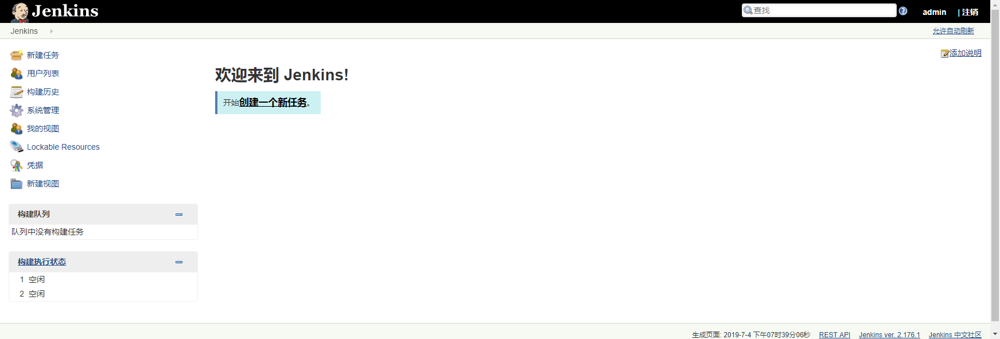 Jenkins
查找
admin
| 注销
Jenkins
允许自动刷新
添加说明
新建任务
用户列表
构建历史
系统管理
我的视图
Lockable Resources
凭据
新建视图
欢迎来到 Jenkins!
开始创建一个新任务。
构建队列
队列中没有构建任务
构建执行状态
1 空闲
2 空闲
生成页面: 2019-7-4 下午07时39分06秒 REST API Jenkins ver. 2.176.1 Jenkins 中文社区